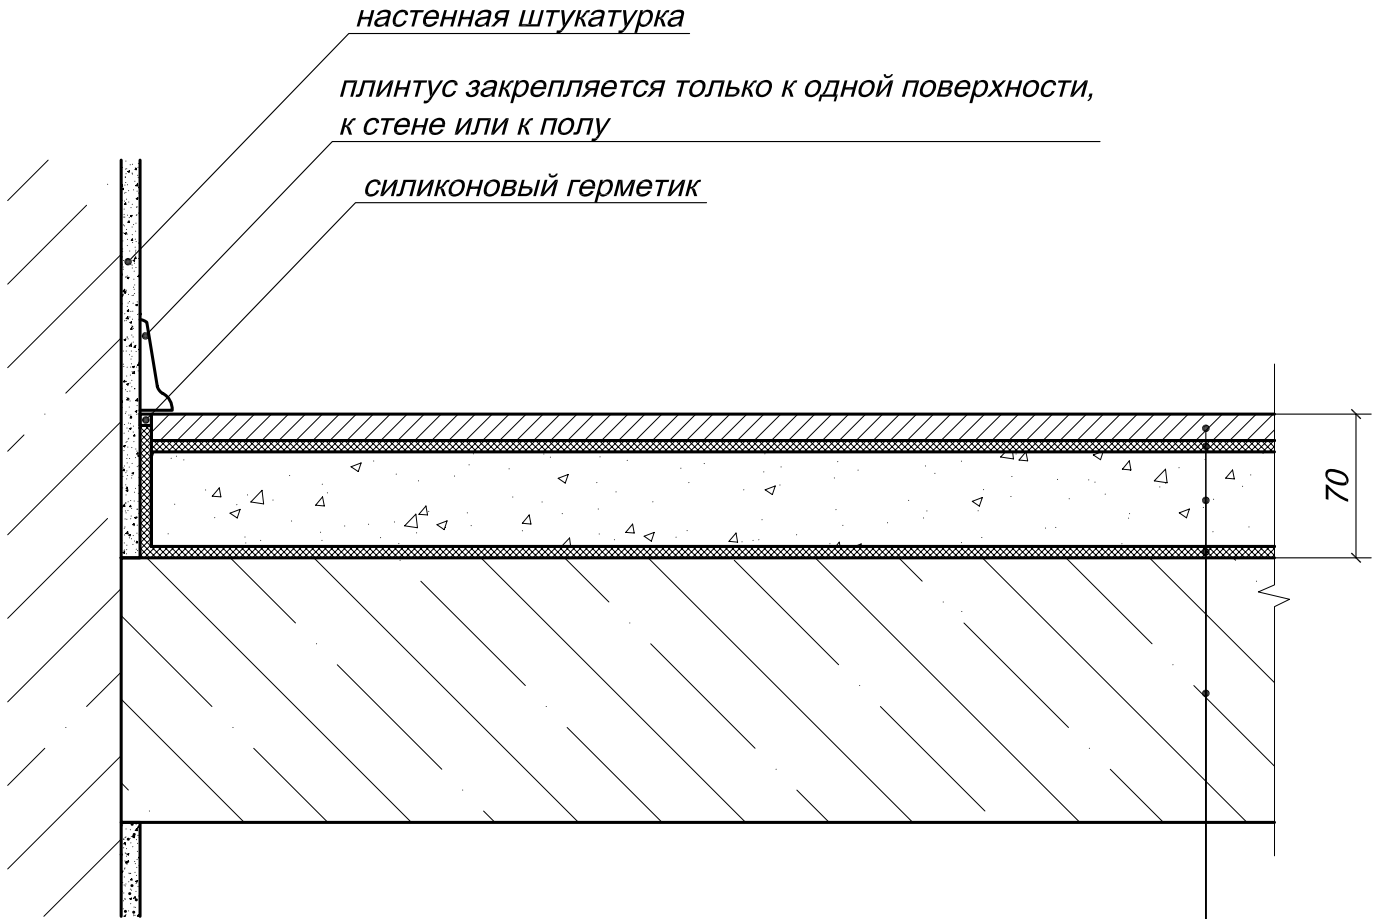 настенная штукатурка
плинтус закрепляется только к одной поверхности,
к стене или к полу
силиконовый герметик
70